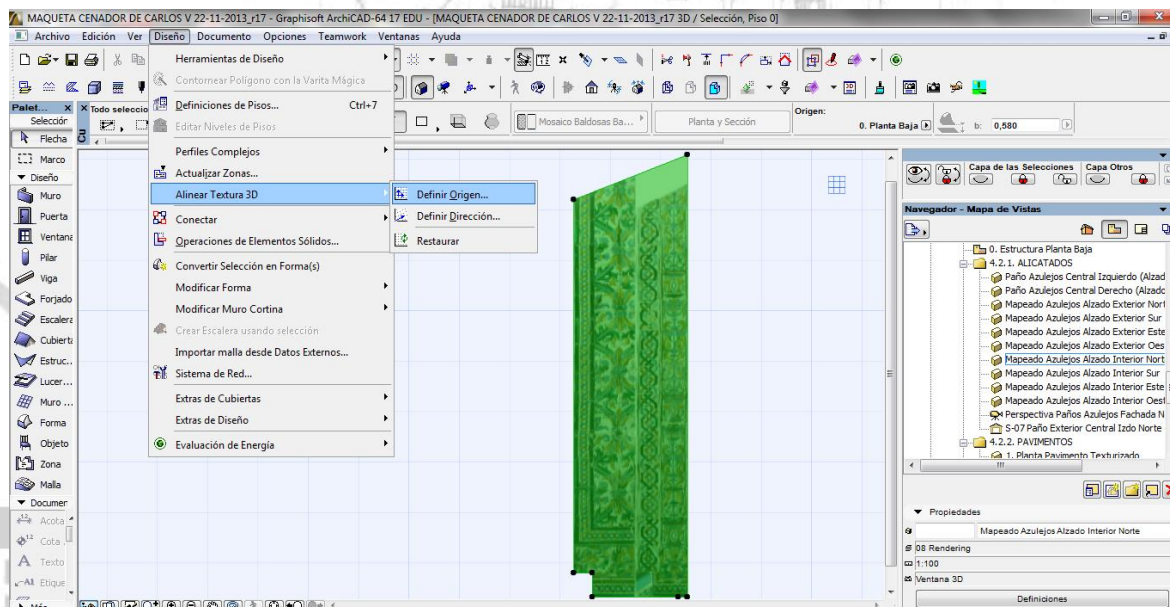 MAQUETA CENADOR DE CARLOS V 22-11-2013_r17 - Graphisoft ArchiCAD-64 17 EDU - [MAQUETA CENADOR DE CARLOS V 22-11-2013_r17 3D / Selección, Piso 0]
Archivo Edición Ver Diseño Documento Opciones Teamwork Ventanas Ayuda
Palet...
Selección
Flecha
Marco
Diseño
Muro
Puerta
Ventana
Pilar
Viga
Forjado
Escalera
Cubierta
Estruc...
Lucer...
Muro ...
Forma
Objeto
Zona
Malla
Documen
Acota
Cota
Texto
A1 Etique
Más
Todo seleccio
Herramientas de Diseño
Contornear Polígono con la Varita Mágica
Definiciones de Pisos... Ctrl+7
Editar Niveles de Pisos
Perfiles Complejos
Actualizar Zonas...
Alinear Textura 3D
Conectar
Operaciones de Elementos Sólidos...
Convertir Selección en Forma(s)
Modificar Forma
Modificar Muro Cortina
Crear Escalera usando selección
Importar malla desde Datos Externos...
Sistema de Red...
Extras de Cubiertas
Extras de Diseño
Evaluación de Energía
Definir Origen...
Definir Dirección...
Restaurar
Mosaico Baldosas Ba...
Planta y Sección
Origen:
0. Planta Baja
b: 0,580
Capa de las Selecciones
Capa Otros
Navegador - Mapa de Vistas
0. Estructura Planta Baja
4.2.1. ALICATADOS
Paño Azulejos Central Izquierdo (Alzad
Paño Azulejos Central Derecho (Alzado
Mapeado Azulejos Alzado Exterior Nort
Mapeado Azulejos Alzado Exterior Sur
Mapeado Azulejos Alzado Exterior Este
Mapeado Azulejos Alzado Exterior Oes
Mapeado Azulejos Alzado Interior Nort
Mapeado Azulejos Alzado Interior Sur
Mapeado Azulejos Alzado Interior Este
Mapeado Azulejos Alzado Interior Oest
Perspectiva Paños Azulejos Fachada N
S-07 Paño Exterior Central Izdo Norte
4.2.2. PAVIMENTOS
1. Planta Pavimento Texturizado
Propiedades
Mapeado Azulejos Alzado Interior Norte
08 Rendering
1:100
Ventana 3D
Definiciones